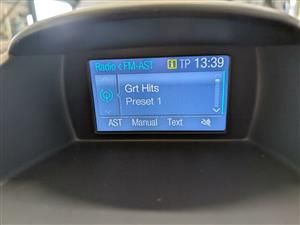 Radio < FM-AST i TP 13:39
Grt Hits
Preset 1
AST Manual Text